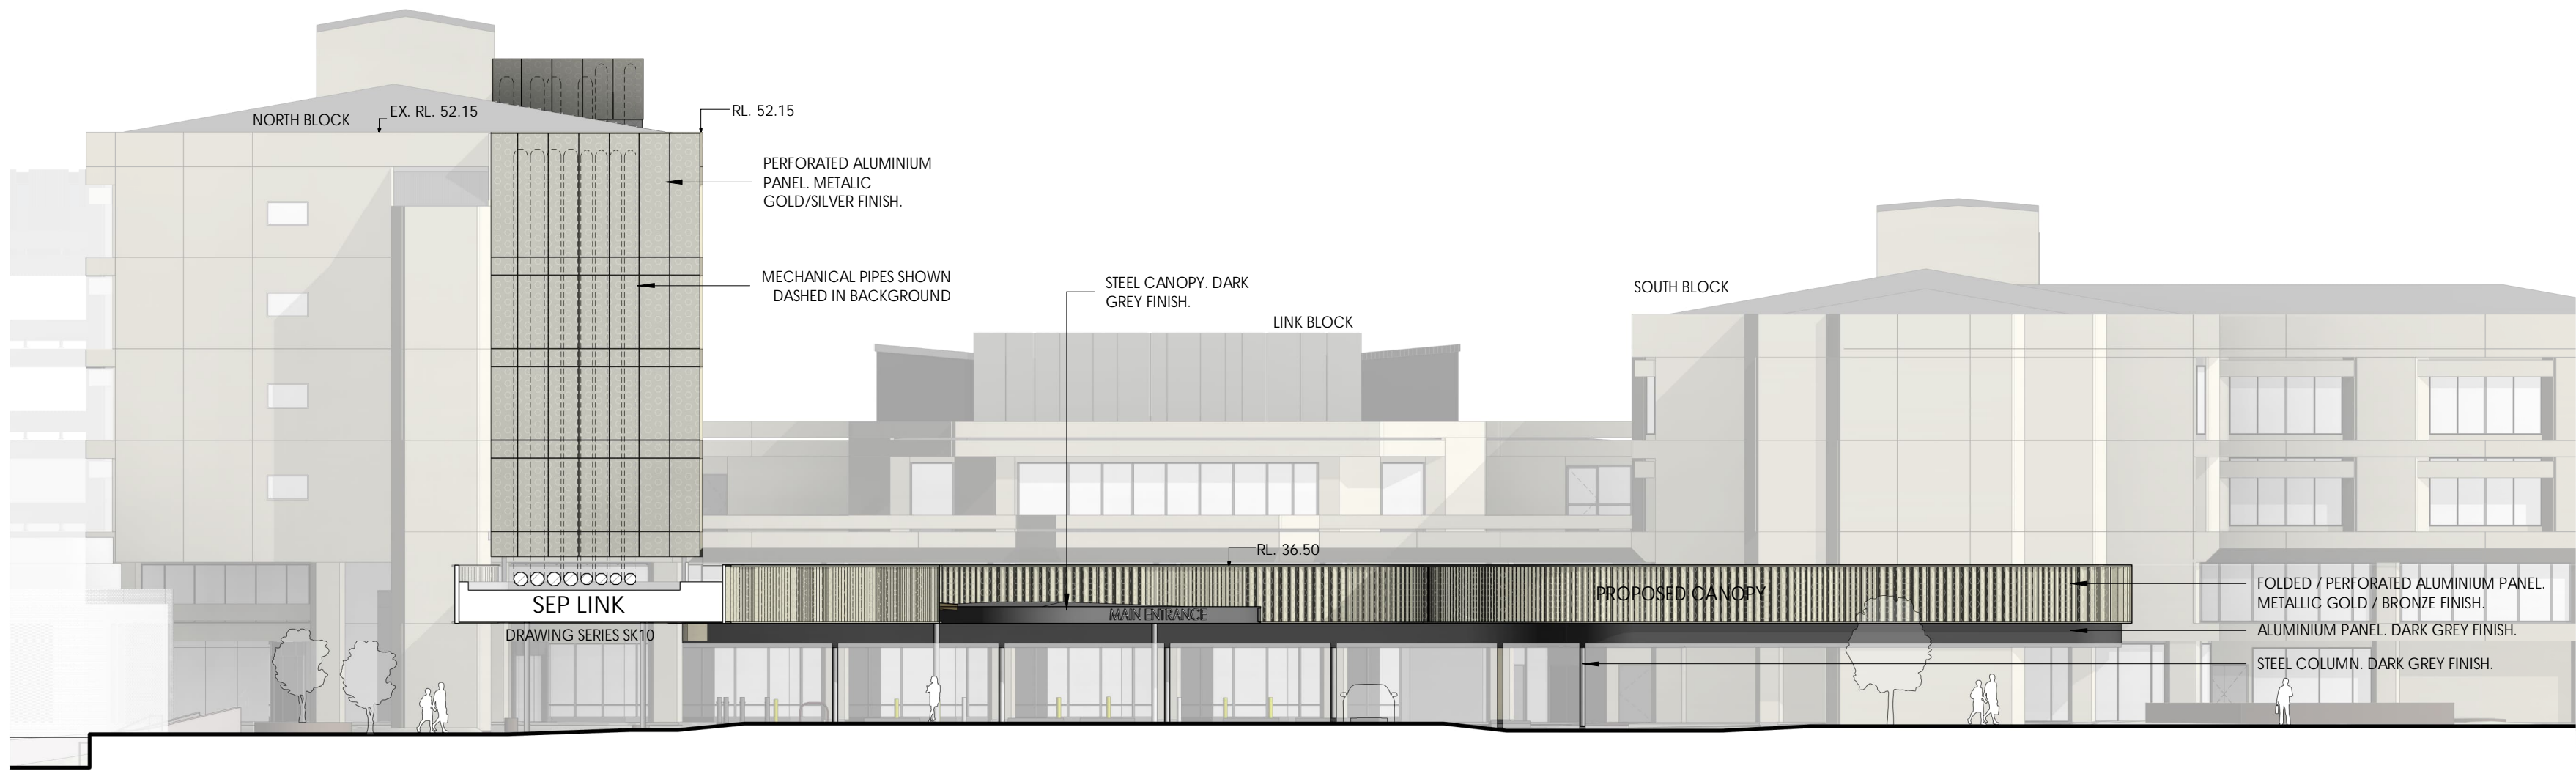 NORTH BLOCK
EX. RL. 52.15
RL. 52.15
PERFORATED ALUMINIUM
PANEL. METALIC
GOLD/SILVER FINISH.
MECHANICAL PIPES SHOWN
DASHED IN BACKGROUND
STEEL CANOPY. DARK
GREY FINISH.
LINK BLOCK
SOUTH BLOCK
RL. 36.50
SEP LINK
DRAWING SERIES SK10
MAIN ENTRANCE
PROPOSED CANOPY
FOLDED / PERFORATED ALUMINIUM PANEL.
METALLIC GOLD / BRONZE FINISH.
ALUMINIUM PANEL. DARK GREY FINISH.
STEEL COLUMN. DARK GREY FINISH.